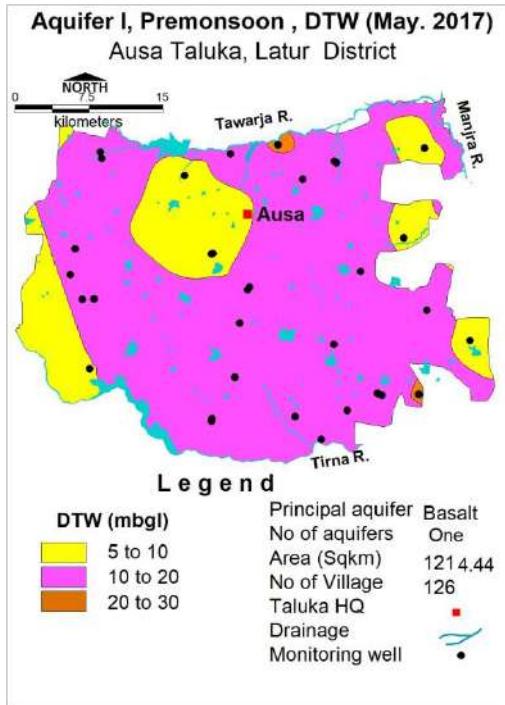 Aquifer I, Premonsoon , DTW (May. 2017)
Ausa Taluka, Latur District
NORTH
0 7.5 15
kilometers
Tawarja R.
Manjra R.
Ausa
Tirna R.
Legend
DTW (mbgl)
5 to 10
10 to 20
20 to 30
Principal aquifer Basalt
No of aquifers One
Area (Sqkm) 1214.44
No of Village 126
Taluka HQ
Drainage
Monitoring well